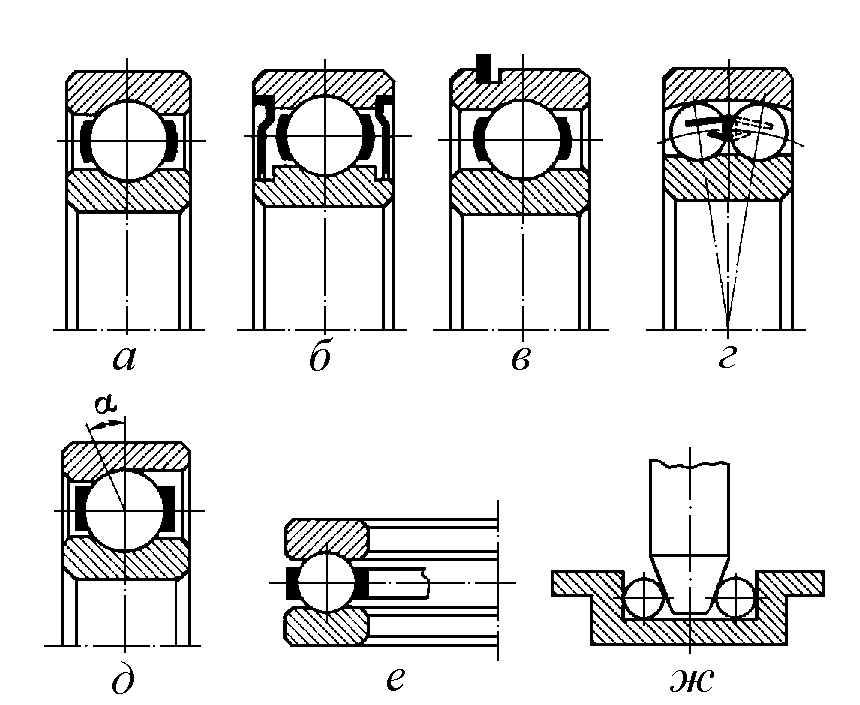 а б в г
α
д е ж